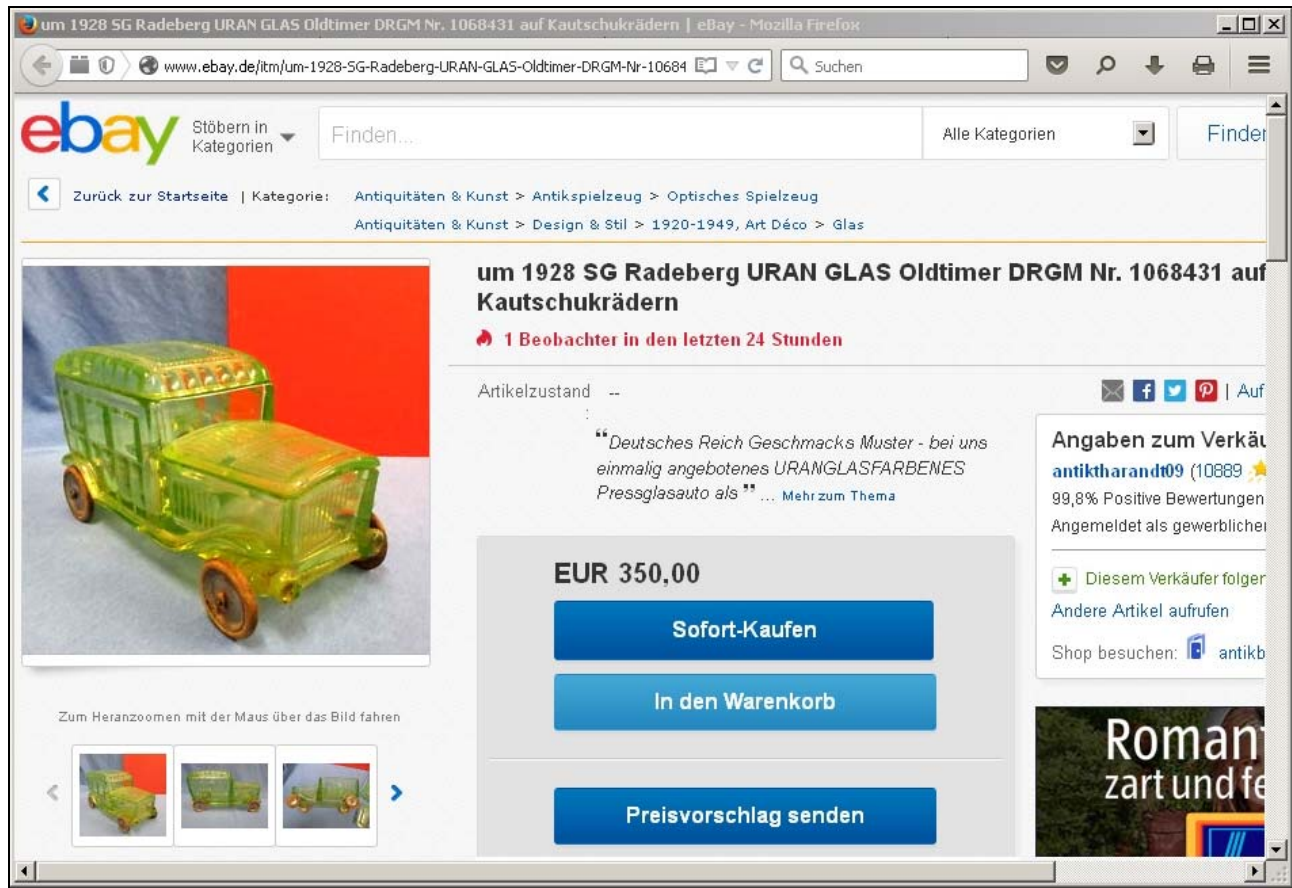 um 1928 SG Radeberg URAN GLAS Oldtimer DRGM Nr. 1068431 auf Kautschukrädern | eBay - Mozilla Firefox
www.ebay.de/itm/um-1928-SG-Radeberg-URAN-GLAS-Oldtimer-DRGM-Nr-10684
Suchen
ebay
Stöbern in
Kategorien
Finden...
Alle Kategorien
Finden
Zurück zur Startseite | Kategorie:
Antiquitäten & Kunst > Antikspielzeug > Optisches Spielzeug
Antiquitäten & Kunst > Design & Stil > 1920-1949, Art Déco > Glas
um 1928 SG Radeberg URAN GLAS Oldtimer DRGM Nr. 1068431 auf
Kautschukrädern
1 Beobachter in den letzten 24 Stunden
Artikelzustand --
:
| Auf
“Deutsches Reich Geschmacks Muster - bei uns
einmalig angebotenes URANGLASFARBENES
Pressglasauto als ” ... Mehr zum Thema
EUR 350,00
Sofort-Kaufen
In den Warenkorb
Preisvorschlag senden
Angaben zum Verkäu
antiktharandt09 (10889
99,8% Positive Bewertungen
Angemeldet als gewerblicher
Diesem Verkäufer folgen
Andere Artikel aufrufen
Shop besuchen: antikb
Zum Heranzoomen mit der Maus über das Bild fahren
Romant
zart und fe